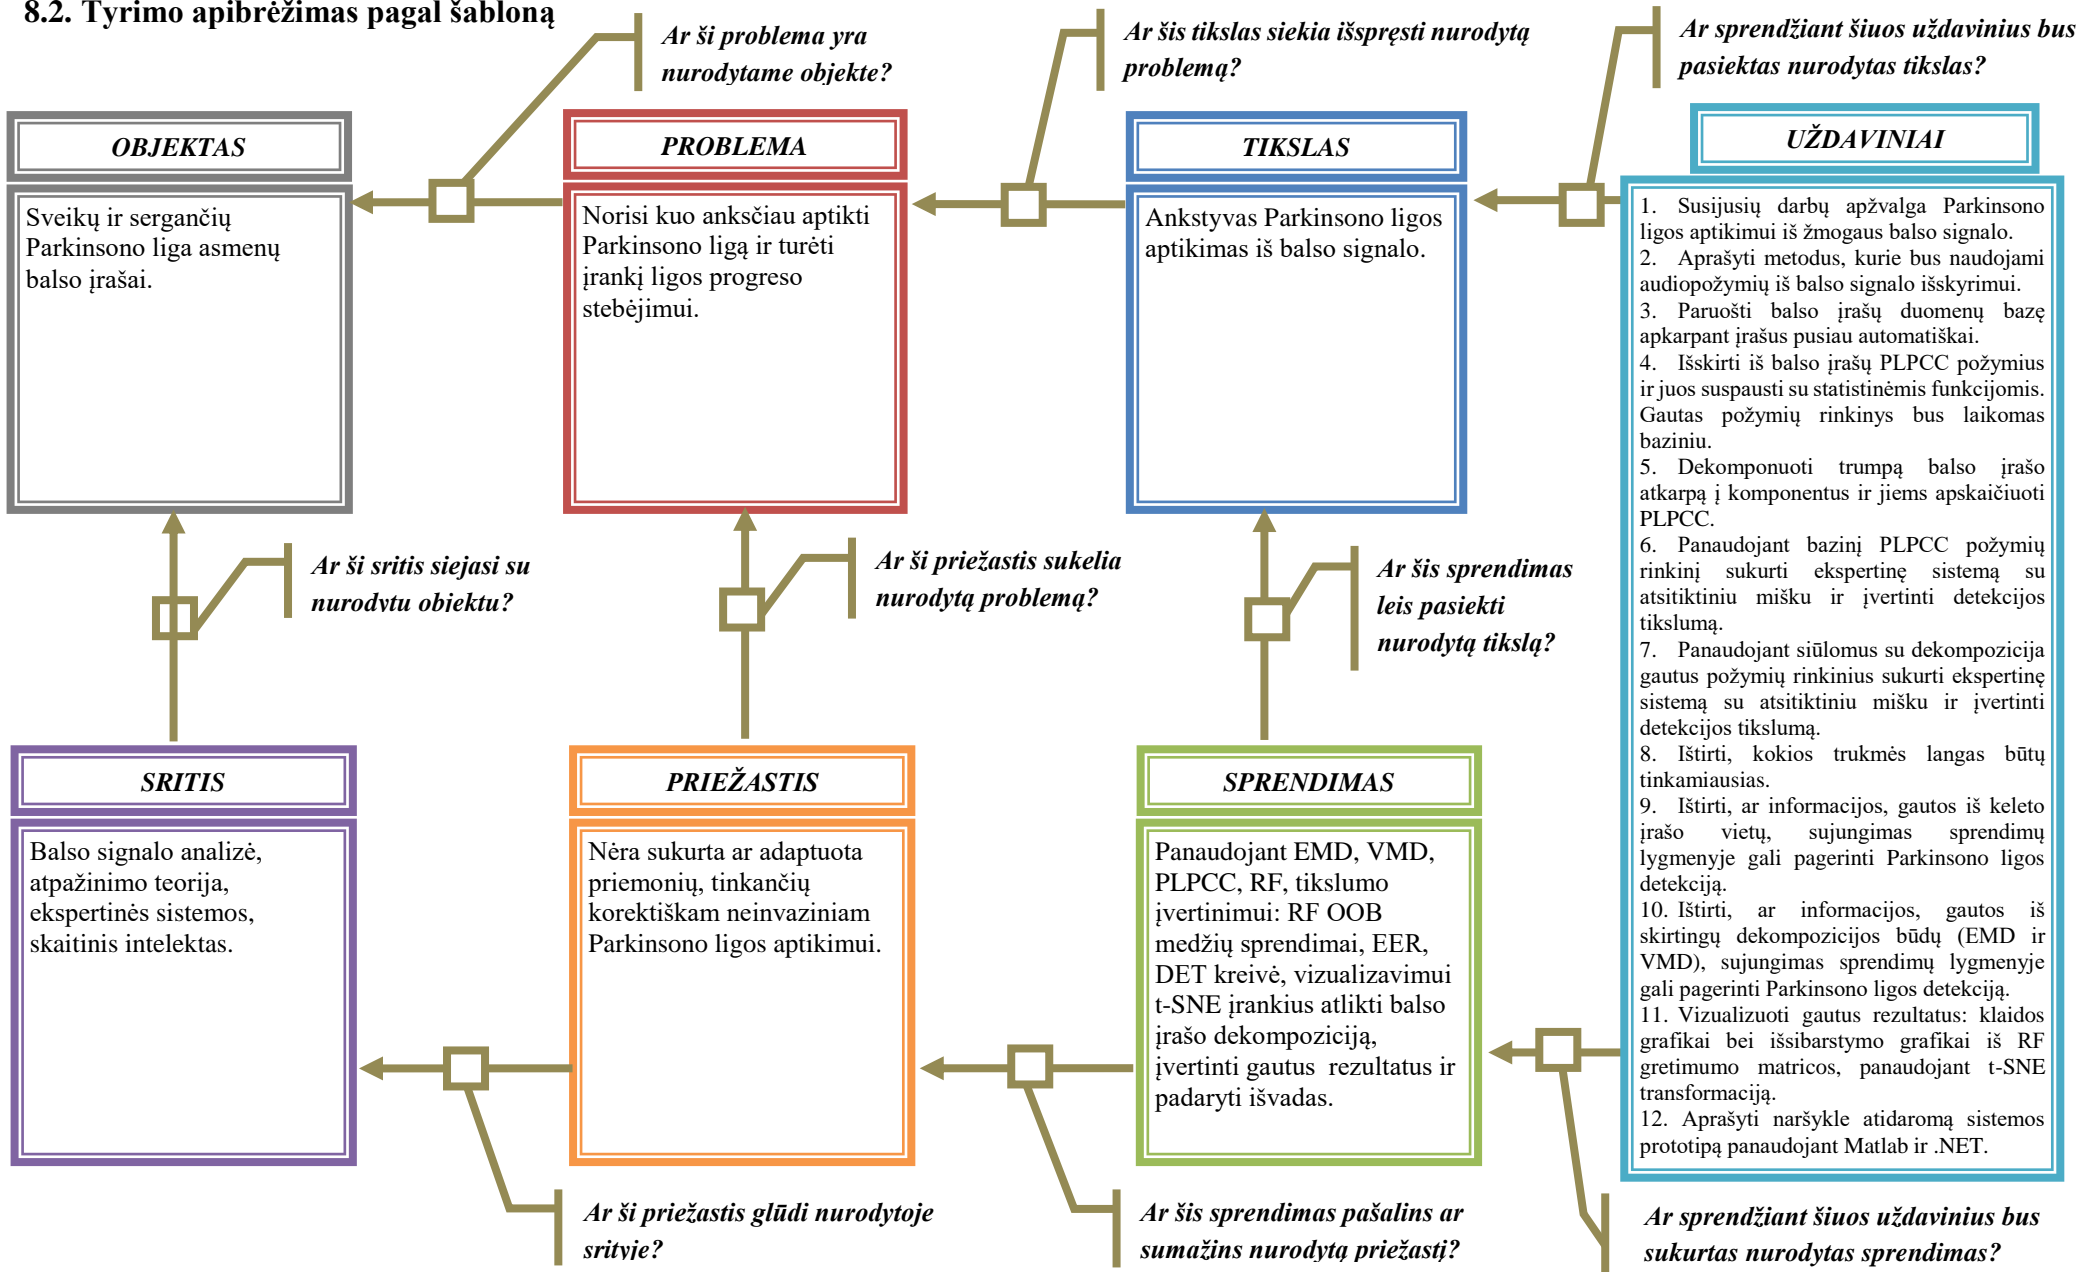 8.2. Tyrimo apibrėžimas pagal šabloną
Ar ši problema yra
nurodytame objekte?
Ar šis tikslas siekia išspręsti nurodytą
problemą?
Ar sprendžiant šiuos uždavinius bus
pasiektas nurodytas tikslas?
OBJEKTAS
Sveikų ir sergančių
Parkinsono liga asmenų
balso įrašai.
PROBLEMA
Norisi kuo anksčiau aptikti
Parkinsono ligą ir turėti
įrankį ligos progreso
stebėjimui.
TIKSLAS
Ankstyvas Parkinsono ligos
aptikimas iš balso signalo.
UŽDAVINIAI
1. Susijusių darbų apžvalga Parkinsono
ligos aptikimui iš žmogaus balso signalo.
2. Aprašyti metodus, kurie bus naudojami
audiopožymių iš balso signalo išskyrimui.
3. Paruošti balso įrašų duomenų bazę
apkarpant įrašus pusiau automatiškai.
4. Išskirti iš balso įrašų PLPCC požymius
ir juos suspausti su statistinėmis funkcijomis.
Gautas požymių rinkinys bus laikomas
baziniu.
5. Dekomponuoti trumpą balso įrašo
atkarpą į komponentus ir jiems apskaičiuoti
PLPCC.
6. Panaudojant bazinį PLPCC požymių
rinkinį sukurti ekspertinę sistemą su
atsitiktiniu mišku ir įvertinti detekcijos
tikslumą.
7. Panaudojant siūlomus su dekompozicija
gautus požymių rinkinius sukurti ekspertinę
sistemą su atsitiktiniu mišku ir įvertinti
detekcijos tikslumą.
8. Ištirti, kokios trukmės langas būtų
tinkamiausias.
9. Ištirti, ar informacijos, gautos iš keleto
įrašo vietų, sujungimas sprendimų
lygmenyje gali pagerinti Parkinsono ligos
detekciją.
10. Ištirti, ar informacijos, gautos iš
skirtingų dekompozicijos būdų (EMD ir
VMD), sujungimas sprendimų lygmenyje
gali pagerinti Parkinsono ligos detekciją.
11. Vizualizuoti gautus rezultatus: klaidos
grafikai bei išsibarstymo grafikai iš RF
gretimumo matricos, panaudojant t-SNE
transformaciją.
12. Aprašyti naršykle atidaromą sistemos
prototipą panaudojant Matlab ir .NET.
Ar ši sritis siejasi su
nurodytu objektu?
Ar ši priežastis sukelia
nurodytą problemą?
Ar šis sprendimas
leis pasiekti
nurodytą tikslą?
SRITIS
Balso signalo analizė,
atpažinimo teorija,
ekspertinės sistemos,
skaitinis intelektas.
PRIEŽASTIS
Nėra sukurta ar adaptuota
priemonių, tinkančių
korektiškam neinvaziniam
Parkinsono ligos aptikimui.
SPRENDIMAS
Panaudojant EMD, VMD,
PLPCC, RF, tikslumo
įvertinimui: RF OOB
medžių sprendimai, EER,
DET kreivė, vizualizavimui
t-SNE įrankius atlikti balso
įrašo dekompoziciją,
įvertinti gautus rezultatus ir
padaryti išvadas.
Ar ši priežastis glūdi nurodytoje
srityje?
Ar šis sprendimas pašalins ar
sumažins nurodytą priežastį?
Ar sprendžiant šiuos uždavinius bus
sukurtas nurodytas sprendimas?